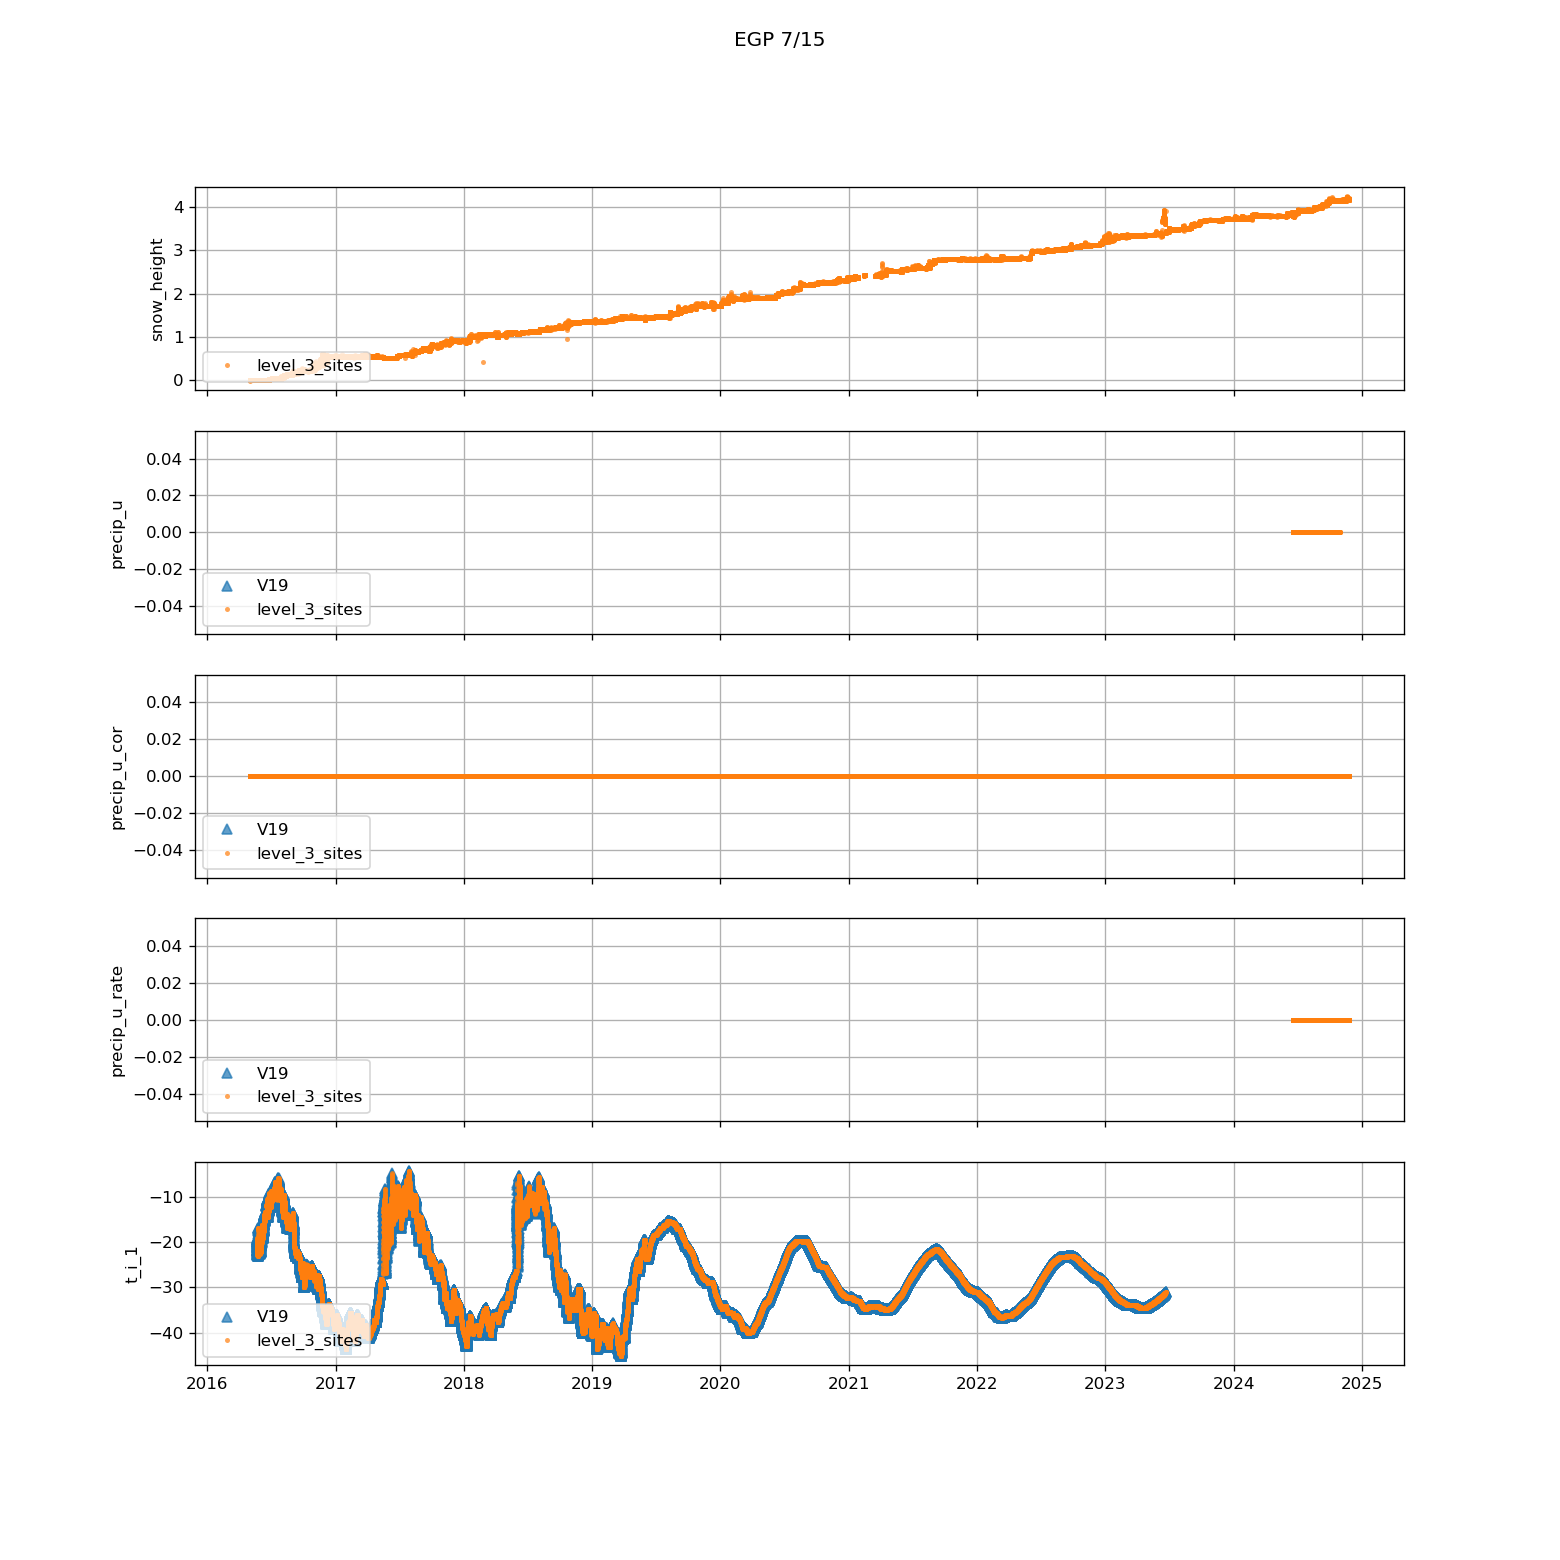 EGP 7/15
4
3
2
1
0
snow_height
level_3_sites
0.04
0.02
0.00
−0.02
−0.04
precip_u
V19
level_3_sites
0.04
0.02
0.00
−0.02
−0.04
precip_u_cor
V19
level_3_sites
0.04
0.02
0.00
−0.02
−0.04
precip_u_rate
V19
level_3_sites
−10
−20
−30
−40
t_i_1
V19
level_3_sites
2016 2017 2018 2019 2020 2021 2022 2023 2024 2025